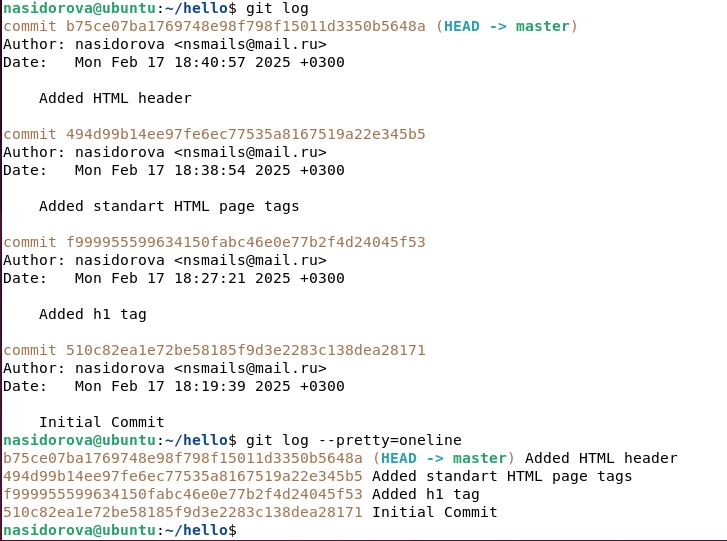 nasidorova@ubuntu:~/hello$ git log
commit b75ce07ba1769748e98f798f15011d3350b5648a (HEAD -> master)
Author: nasidorova <nsmails@mail.ru>
Date:   Mon Feb 17 18:40:57 2025 +0300
    Added HTML header
commit 494d99b14ee97fe6ec77535a8167519a22e345b5
Author: nasidorova <nsmails@mail.ru>
Date:   Mon Feb 17 18:38:54 2025 +0300
    Added standart HTML page tags
commit f999955599634150fabc46e0e77b2f4d24045f53
Author: nasidorova <nsmails@mail.ru>
Date:   Mon Feb 17 18:27:21 2025 +0300
    Added h1 tag
commit 510c82ea1e72be58185f9d3e2283c138dea28171
Author: nasidorova <nsmails@mail.ru>
Date:   Mon Feb 17 18:19:39 2025 +0300
    Initial Commit
nasidorova@ubuntu:~/hello$ git log --pretty=oneline
b75ce07ba1769748e98f798f15011d3350b5648a (HEAD -> master) Added HTML header
494d99b14ee97fe6ec77535a8167519a22e345b5 Added standart HTML page tags
f999955599634150fabc46e0e77b2f4d24045f53 Added h1 tag
510c82ea1e72be58185f9d3e2283c138dea28171 Initial Commit
nasidorova@ubuntu:~/hello$